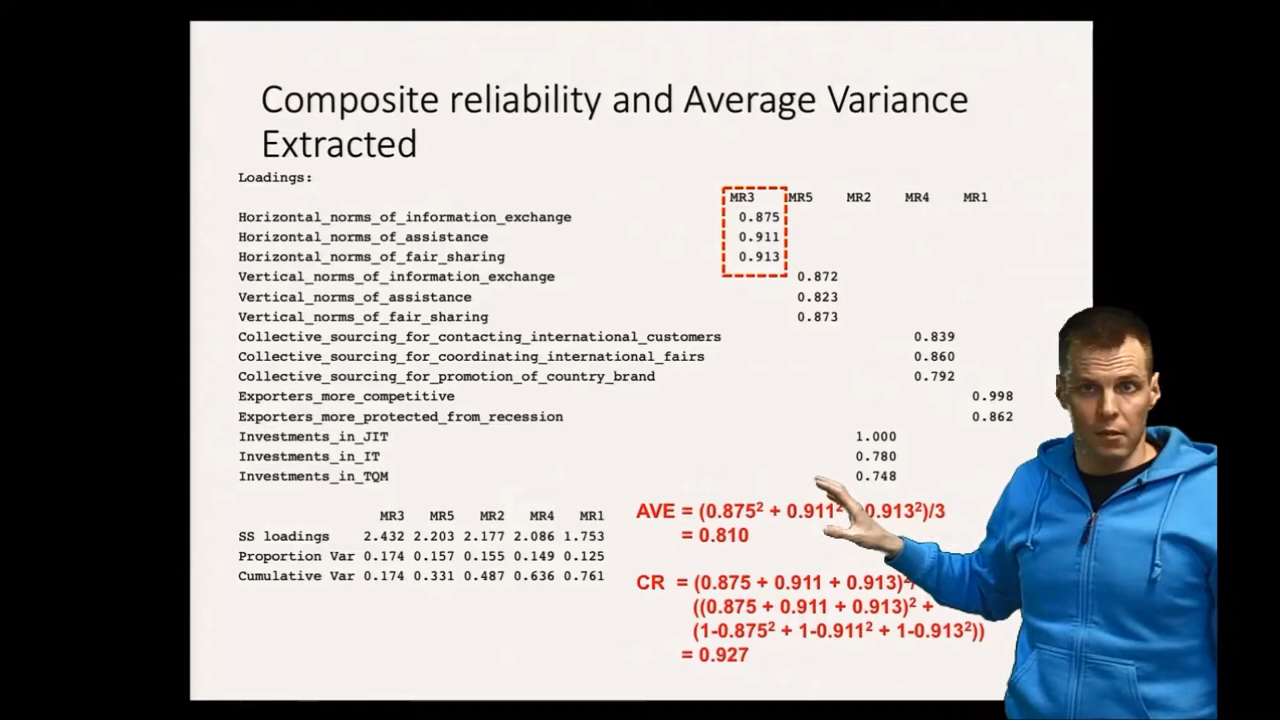 Composite reliability and Average Variance
Extracted
Loadings:
MR3 MR5 MR2 MR4 MR1
Horizontal_norms_of_information_exchange 0.875
Horizontal_norms_of_assistance 0.911
Horizontal_norms_of_fair_sharing 0.913
Vertical_norms_of_information_exchange 0.872
Vertical_norms_of_assistance 0.823
Vertical_norms_of_fair_sharing 0.873
Collective_sourcing_for_contacting_international_customers 0.839
Collective_sourcing_for_coordinating_international_fairs 0.860
Collective_sourcing_for_promotion_of_country_brand 0.792
Exporters_more_competitive 0.998
Exporters_more_protected_from_recession 0.862
Investments_in_JIT 1.000
Investments_in_IT 0.780
Investments_in_TQM 0.748
MR3 MR5 MR2 MR4 MR1
SS loadings 2.432 2.203 2.177 2.086 1.753
Proportion Var 0.174 0.157 0.155 0.149 0.125
Cumulative Var 0.174 0.331 0.487 0.636 0.761
AVE = (0.875² + 0.911² 0.913²)/3
= 0.810
CR = (0.875 + 0.911 + 0.913)²/
((0.875 + 0.911 + 0.913)² +
(1-0.875² + 1-0.911² + 1-0.913²))
= 0.927